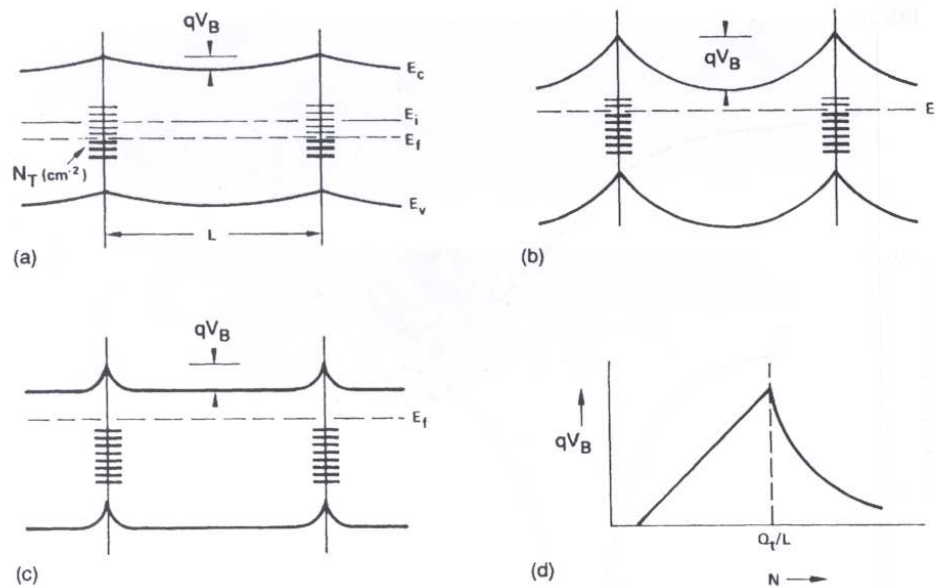 qV_B
E_c
E_i
E_f
N_T (cm⁻²)
E_v
L
(a)
qV_B
E
(b)
qV_B
E_f
(c)
qV_B
Q_t/L
N
(d)